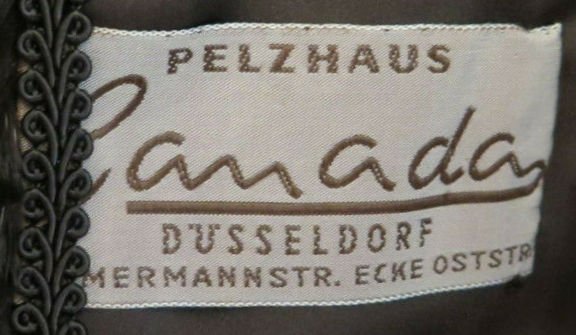 PELZHAUS
Canada
DÜSSELDORF
MERMANNSTR. ECKE OSTSTR